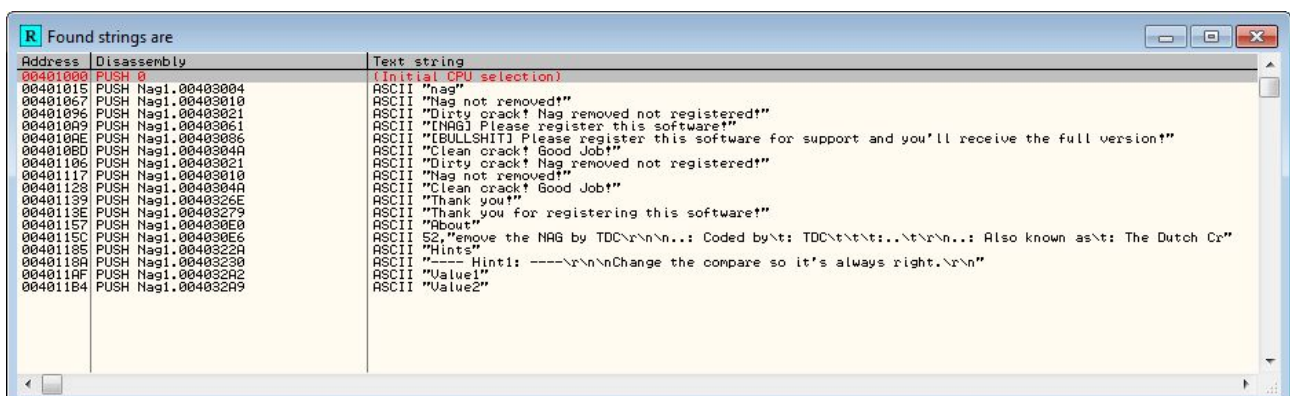 R Found strings are
Address Disassembly Text string
00401000 PUSH 0 (Initial CPU selection)
00401015 PUSH Nag1.00403004 ASCII "nag"
00401067 PUSH Nag1.00403010 ASCII "Nag not removed!"
00401096 PUSH Nag1.00403021 ASCII "Dirty crack! Nag removed not registered!"
004010A9 PUSH Nag1.00403061 ASCII "[NAG] Please register this software!"
004010AE PUSH Nag1.00403086 ASCII "[BULLSHIT] Please register this software for support and you'll receive the full version!"
004010BD PUSH Nag1.0040304A ASCII "Clean crack! Good Job!"
00401106 PUSH Nag1.00403021 ASCII "Dirty crack! Nag removed not registered!"
00401117 PUSH Nag1.00403010 ASCII "Nag not removed!"
00401128 PUSH Nag1.0040304A ASCII "Clean crack! Good Job!"
00401139 PUSH Nag1.0040326E ASCII "Thank you!"
0040113E PUSH Nag1.00403279 ASCII "Thank you for registering this software!"
00401157 PUSH Nag1.004030E0 ASCII "About"
0040115C PUSH Nag1.004030E6 ASCII 52,"emove the NAG by TDC\r\n\n..: Coded by\t: TDC\t\t\t:..\t\r\n..: Also known as\t: The Dutch Cr"
00401185 PUSH Nag1.0040322A ASCII "Hints"
0040118A PUSH Nag1.00403230 ASCII "---- Hint1: ----\r\n\nChange the compare so it's always right.\r\n"
004011AF PUSH Nag1.004032A2 ASCII "Value1"
004011B4 PUSH Nag1.004032A9 ASCII "Value2"